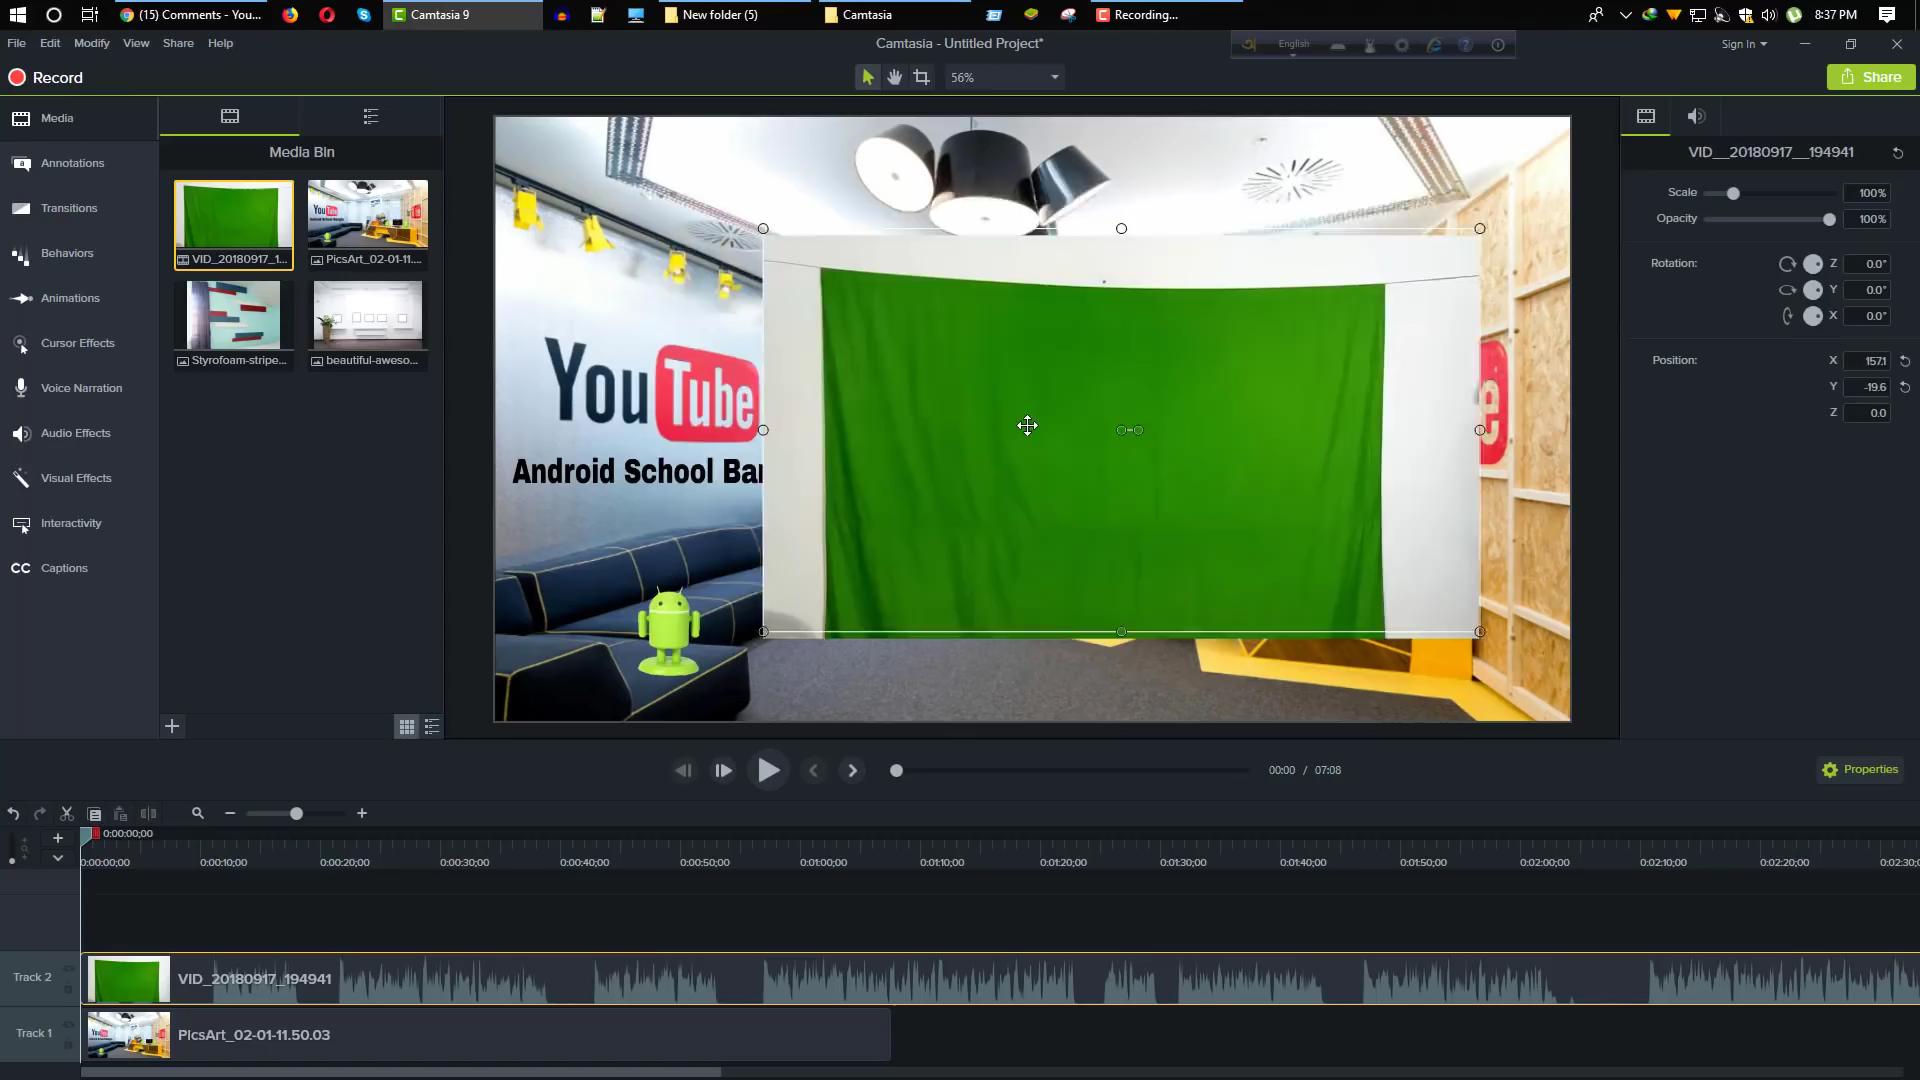 (15) Comments - You...
Camtasia 9
New folder (5)
Camtasia
Recording...
8:37 PM
File
Edit
Modify
View
Share
Help
Camtasia - Untitled Project*
English
Sign In
Record
56%
Share
Media
Annotations
Transitions
Behaviors
Animations
Cursor Effects
Voice Narration
Audio Effects
Visual Effects
Interactivity
CC Captions
Media Bin
VID_20180917_1...
PicsArt_02-01-11....
Styrofoam-stripe...
beautiful-aweso...
YouTube
Android School Ban
e
VID__20180917__194941
Scale 100%
Opacity 100%
Rotation: Z 0.0°
Y 0.0°
X 0.0°
Position: X 157.1
Y -19.6
Z 0.0
00:00 / 07:08
Properties
0:00:00;00
0:00:00;00
0:00:10;00
0:00:20;00
0:00:30;00
0:00:40;00
0:00:50;00
0:01:00;00
0:01:10;00
0:01:20;00
0:01:30;00
0:01:40;00
0:01:50;00
0:02:00;00
0:02:10;00
0:02:20;00
0:02:30;0
Track 2
VID_20180917_194941
Track 1
PicsArt_02-01-11.50.03